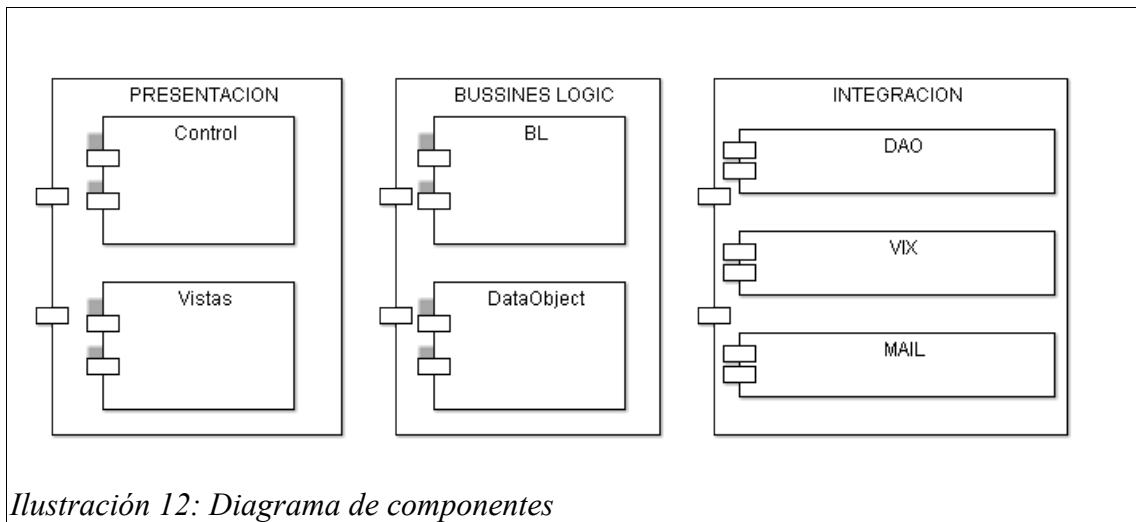 PRESENTACION
Control
Vistas
BUSSINES LOGIC
BL
DataObject
INTEGRACION
DAO
VIX
MAIL
Ilustración 12: Diagrama de componentes